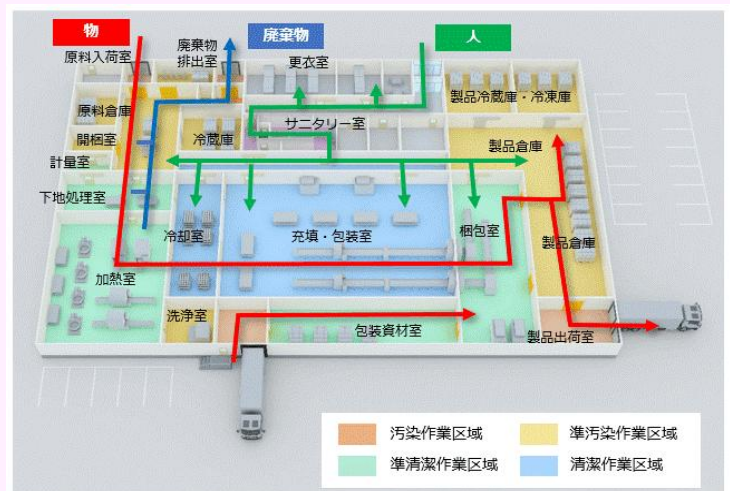 物
廃棄物
人
原料入荷室
廃棄物
排出室
更衣室
製品冷蔵庫・冷凍庫
原料倉庫
開梱室
冷蔵庫
サニタリー室
製品倉庫
計量室
下地処理室
冷却室
充填・包装室
梱包室
製品倉庫
加熱室
洗浄室
包装資材室
製品出荷室
汚染作業区域
準汚染作業区域
準清潔作業区域
清潔作業区域